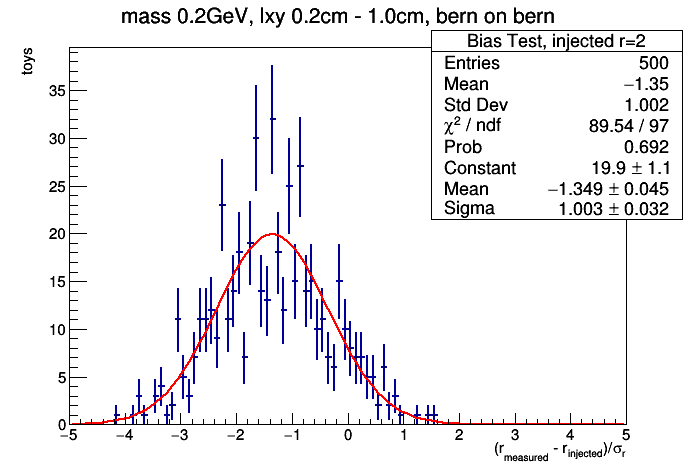 mass 0.2GeV, lxy 0.2cm - 1.0cm, bern on bern
Bias Test, injected r=2
Entries 500
Mean −1.35
Std Dev 1.002
χ² / ndf 89.54 / 97
Prob 0.692
Constant 19.9 ± 1.1
Mean −1.349 ± 0.045
Sigma 1.003 ± 0.032
toys
35
30
25
20
15
10
5
0
−5 −4 −3 −2 −1 0 1 2 3 4 5
(r_measured - r_injected)/σ_r